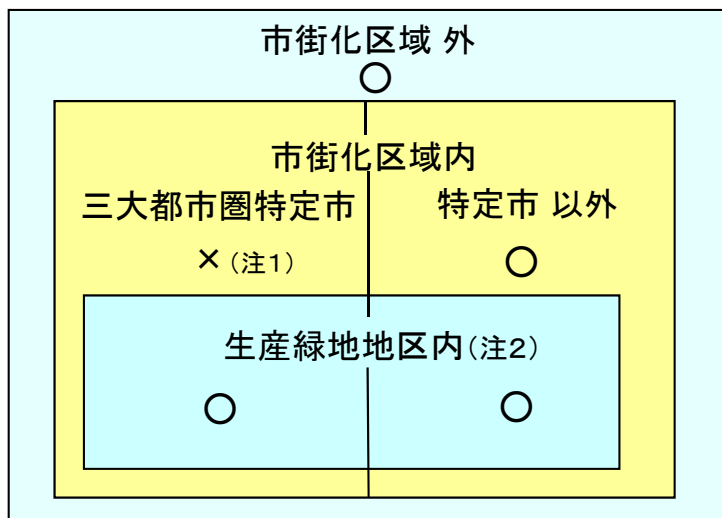 市街化区域 外
○
市街化区域内
三大都市圏特定市
特定市 以外
×(注1)
○
生産緑地地区内(注2)
○
○